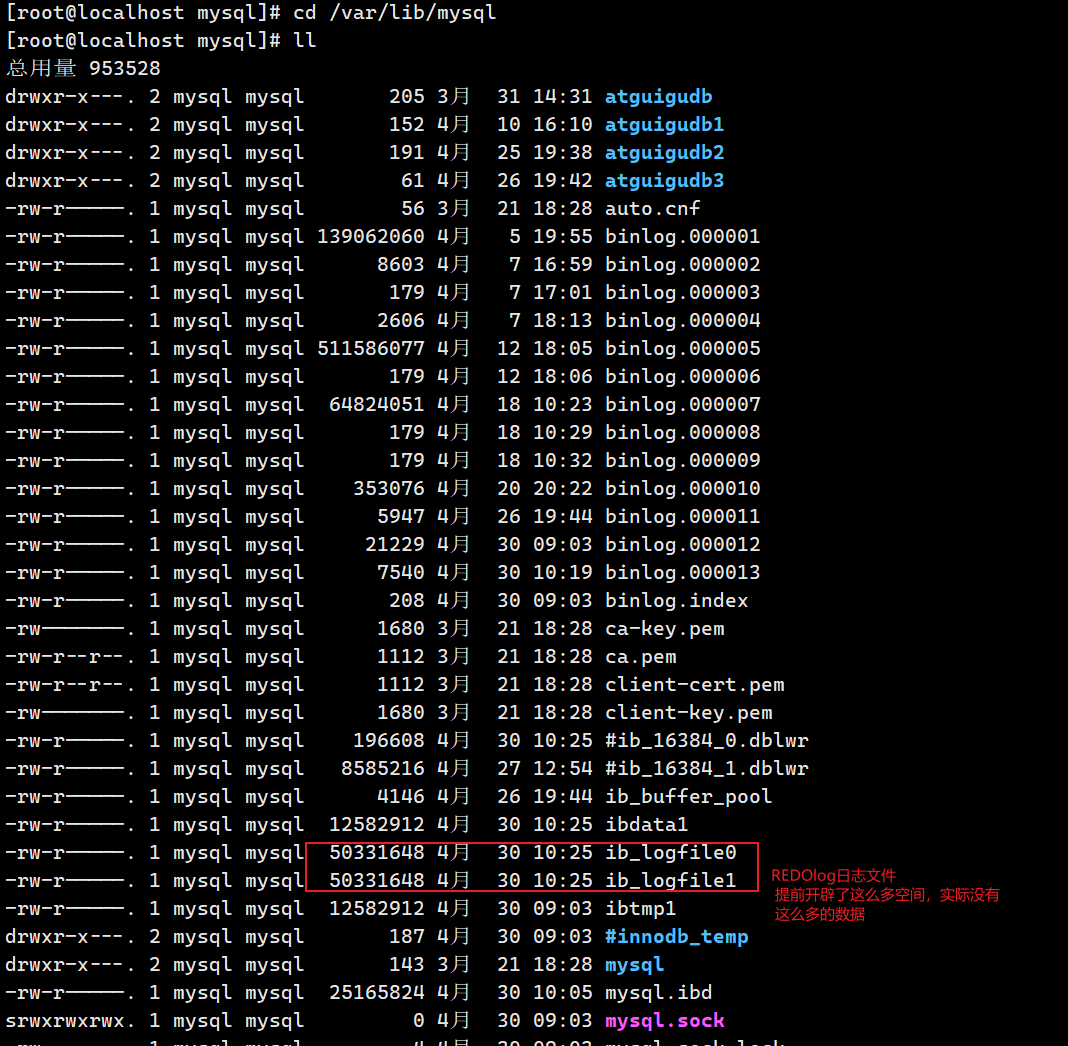 [root@localhost mysql]# cd /var/lib/mysql
[root@localhost mysql]# ll
总用量 953528
drwxr-x---. 2 mysql mysql       205 3月  31 14:31 atguigudb
drwxr-x---. 2 mysql mysql       152 4月  10 16:10 atguigudb1
drwxr-x---. 2 mysql mysql       191 4月  25 19:38 atguigudb2
drwxr-x---. 2 mysql mysql        61 4月  26 19:42 atguigudb3
-rw-r-----. 1 mysql mysql        56 3月  21 18:28 auto.cnf
-rw-r-----. 1 mysql mysql 139062060 4月   5 19:55 binlog.000001
-rw-r-----. 1 mysql mysql      8603 4月   7 16:59 binlog.000002
-rw-r-----. 1 mysql mysql       179 4月   7 17:01 binlog.000003
-rw-r-----. 1 mysql mysql      2606 4月   7 18:13 binlog.000004
-rw-r-----. 1 mysql mysql 511586077 4月  12 18:05 binlog.000005
-rw-r-----. 1 mysql mysql       179 4月  12 18:06 binlog.000006
-rw-r-----. 1 mysql mysql  64824051 4月  18 10:23 binlog.000007
-rw-r-----. 1 mysql mysql       179 4月  18 10:29 binlog.000008
-rw-r-----. 1 mysql mysql       179 4月  18 10:32 binlog.000009
-rw-r-----. 1 mysql mysql    353076 4月  20 20:22 binlog.000010
-rw-r-----. 1 mysql mysql      5947 4月  26 19:44 binlog.000011
-rw-r-----. 1 mysql mysql     21229 4月  30 09:03 binlog.000012
-rw-r-----. 1 mysql mysql      7540 4月  30 10:19 binlog.000013
-rw-r-----. 1 mysql mysql       208 4月  30 09:03 binlog.index
-rw-------. 1 mysql mysql      1680 3月  21 18:28 ca-key.pem
-rw-r--r--. 1 mysql mysql      1112 3月  21 18:28 ca.pem
-rw-r--r--. 1 mysql mysql      1112 3月  21 18:28 client-cert.pem
-rw-------. 1 mysql mysql      1680 3月  21 18:28 client-key.pem
-rw-r-----. 1 mysql mysql    196608 4月  30 10:25 #ib_16384_0.dblwr
-rw-r-----. 1 mysql mysql   8585216 4月  27 12:54 #ib_16384_1.dblwr
-rw-r-----. 1 mysql mysql      4146 4月  26 19:44 ib_buffer_pool
-rw-r-----. 1 mysql mysql  12582912 4月  30 10:25 ibdata1
-rw-r-----. 1 mysql mysql  50331648 4月  30 10:25 ib_logfile0
-rw-r-----. 1 mysql mysql  50331648 4月  30 10:25 ib_logfile1
REDOlog日志文件
提前开辟了这么多空间，实际没有
这么多的数据
-rw-r-----. 1 mysql mysql  12582912 4月  30 09:03 ibtmp1
drwxr-x---. 2 mysql mysql       187 4月  30 09:03 #innodb_temp
drwxr-x---. 2 mysql mysql       143 3月  21 18:28 mysql
-rw-r-----. 1 mysql mysql  25165824 4月  30 10:05 mysql.ibd
srwxrwxrwx. 1 mysql mysql         0 4月  30 09:03 mysql.sock